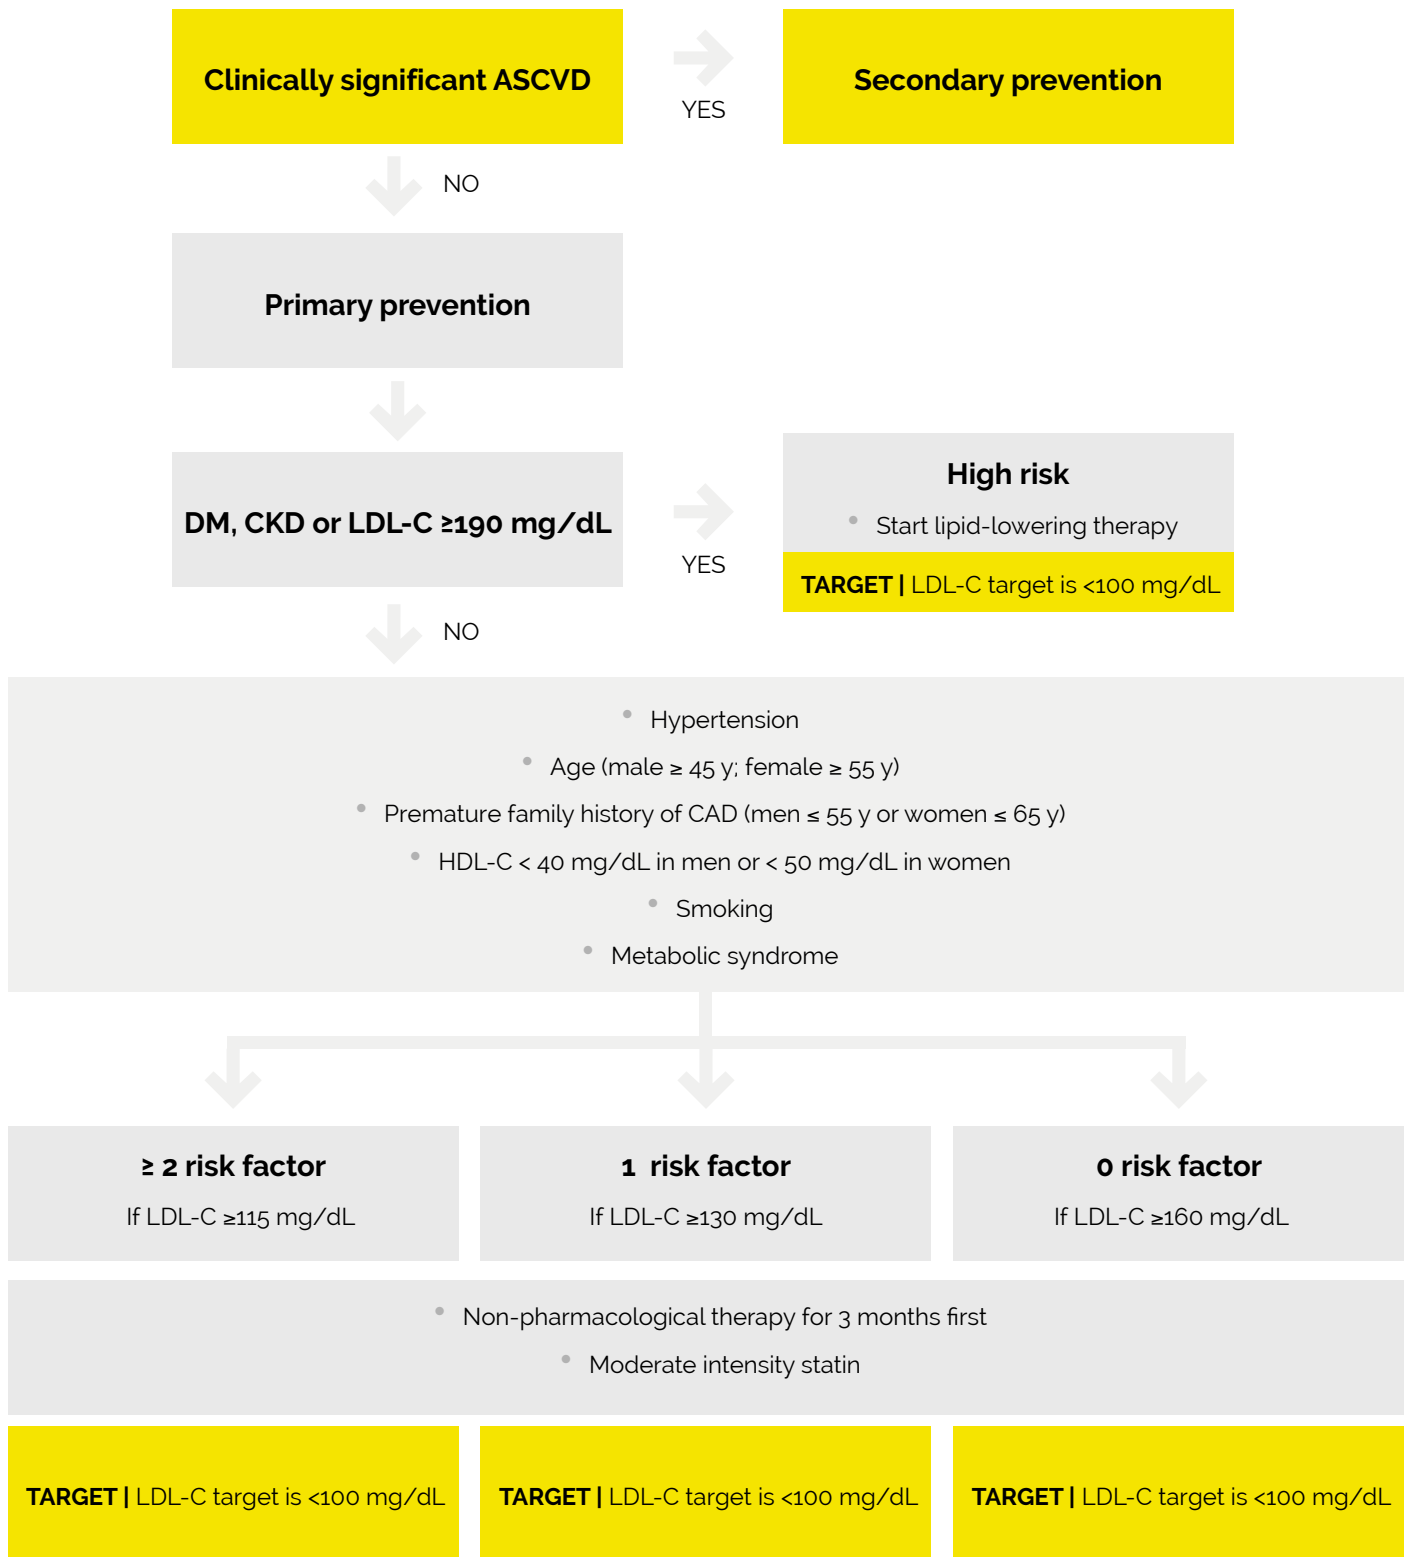 Clinically significant ASCVD
YES
Secondary prevention
NO
Primary prevention
DM, CKD or LDL-C ≥190 mg/dL
YES
High risk
• Start lipid-lowering therapy
TARGET | LDL-C target is <100 mg/dL
NO
• Hypertension
• Age (male ≥ 45 y; female ≥ 55 y)
• Premature family history of CAD (men ≤ 55 y or women ≤ 65 y)
• HDL-C < 40 mg/dL in men or < 50 mg/dL in women
• Smoking
• Metabolic syndrome
≥ 2 risk factor
If LDL-C ≥115 mg/dL
1 risk factor
If LDL-C ≥130 mg/dL
0 risk factor
If LDL-C ≥160 mg/dL
• Non-pharmacological therapy for 3 months first
• Moderate intensity statin
TARGET | LDL-C target is <100 mg/dL
TARGET | LDL-C target is <100 mg/dL
TARGET | LDL-C target is <100 mg/dL